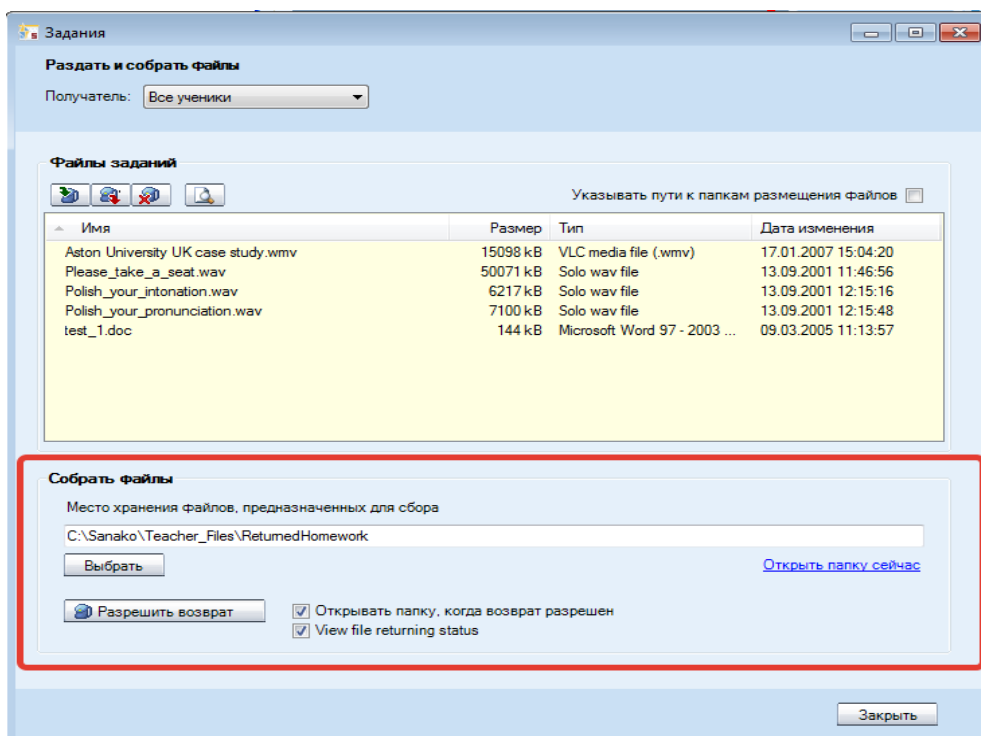 Задания
Раздать и собрать файлы
Получатель: Все ученики
Файлы заданий
Указывать пути к папкам размещения файлов
Имя Размер Тип Дата изменения
Aston University UK case study.wmv 15098 kB VLC media file (.wmv) 17.01.2007 15:04:20
Please_take_a_seat.wav 50071 kB Solo wav file 13.09.2001 11:46:56
Polish_your_intonation.wav 6217 kB Solo wav file 13.09.2001 12:15:16
Polish_your_pronunciation.wav 7100 kB Solo wav file 13.09.2001 12:15:48
test_1.doc 144 kB Microsoft Word 97 - 2003 ... 09.03.2005 11:13:57
Собрать файлы
Место хранения файлов, предназначенных для сбора
C:\Sanako\Teacher_Files\ReturnedHomework
Выбрать Открыть папку сейчас
Разрешить возврат Открывать папку, когда возврат разрешен
View file returning status
Закрыть